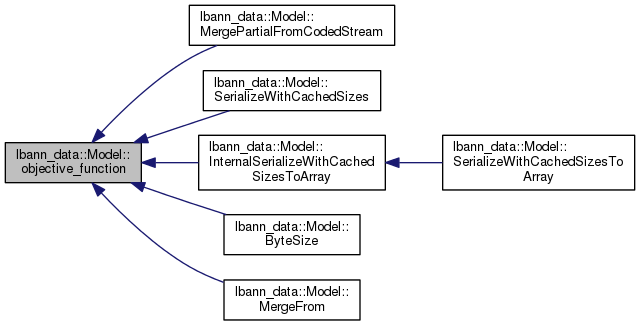 lbann_data::Model::
MergePartialFromCodedStream
lbann_data::Model::
SerializeWithCachedSizes
lbann_data::Model::
objective_function
lbann_data::Model::
InternalSerializeWithCached
SizesToArray
lbann_data::Model::
SerializeWithCachedSizesTo
Array
lbann_data::Model::
ByteSize
lbann_data::Model::
MergeFrom